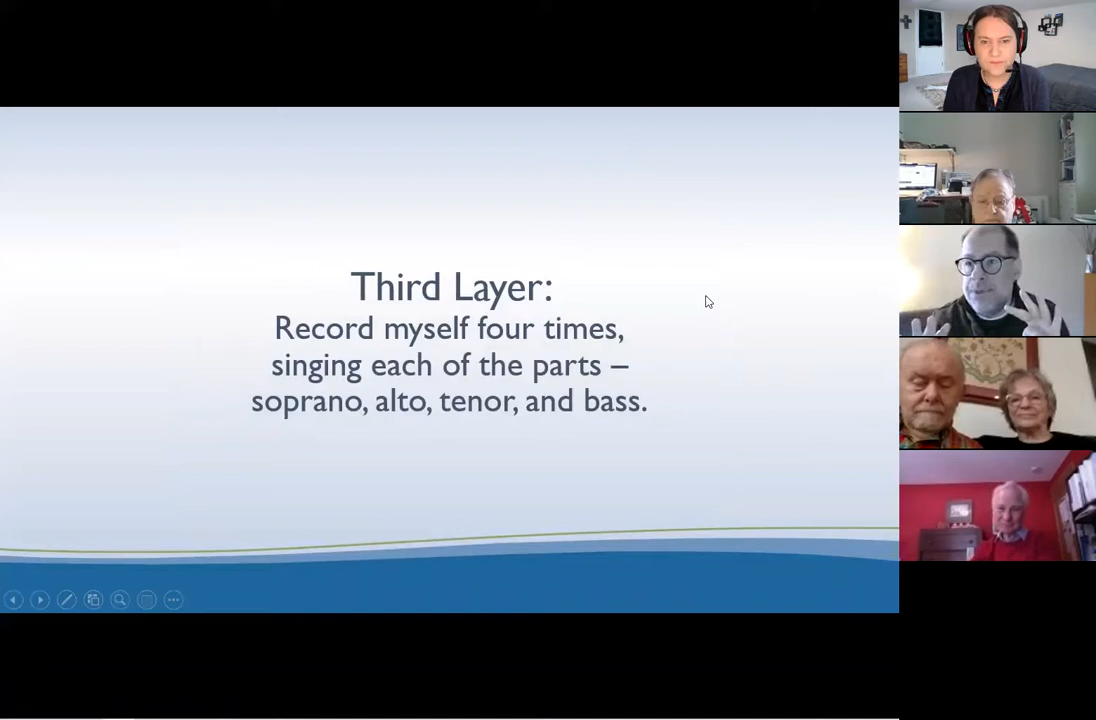 Third Layer:
Record myself four times,
singing each of the parts –
soprano, alto, tenor, and bass.